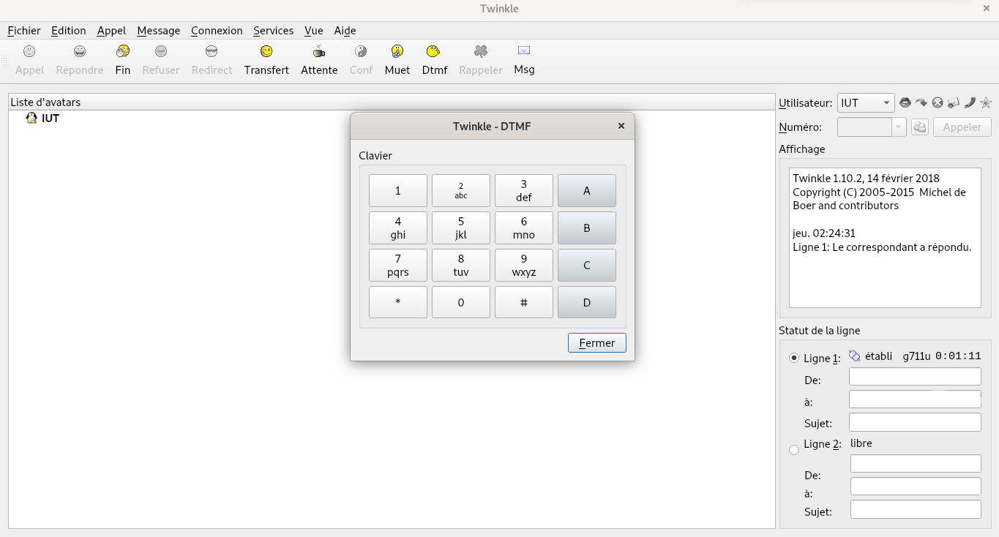 Twinkle
Fichier Edition Appel Message Connexion Services Vue Aide
Appel Répondre Fin Refuser Redirect Transfert Attente Conf Muet Dtmf Rappeler Msg
Liste d'avatars
IUT
Utilisateur: IUT
Numéro: Appeler
Affichage
Twinkle 1.10.2, 14 février 2018
Copyright (C) 2005-2015 Michel de
Boer and contributors
jeu. 02:24:31
Ligne 1: Le correspondant a répondu.
Statut de la ligne
Ligne 1: établi g711u 0:01:11
De:
à:
Sujet:
Ligne 2: libre
De:
à:
Sujet:
Twinkle - DTMF
Clavier
1
2
abc
3
def
A
4
ghi
5
jkl
6
mno
B
7
pqrs
8
tuv
9
wxyz
C
*
0
#
D
Fermer